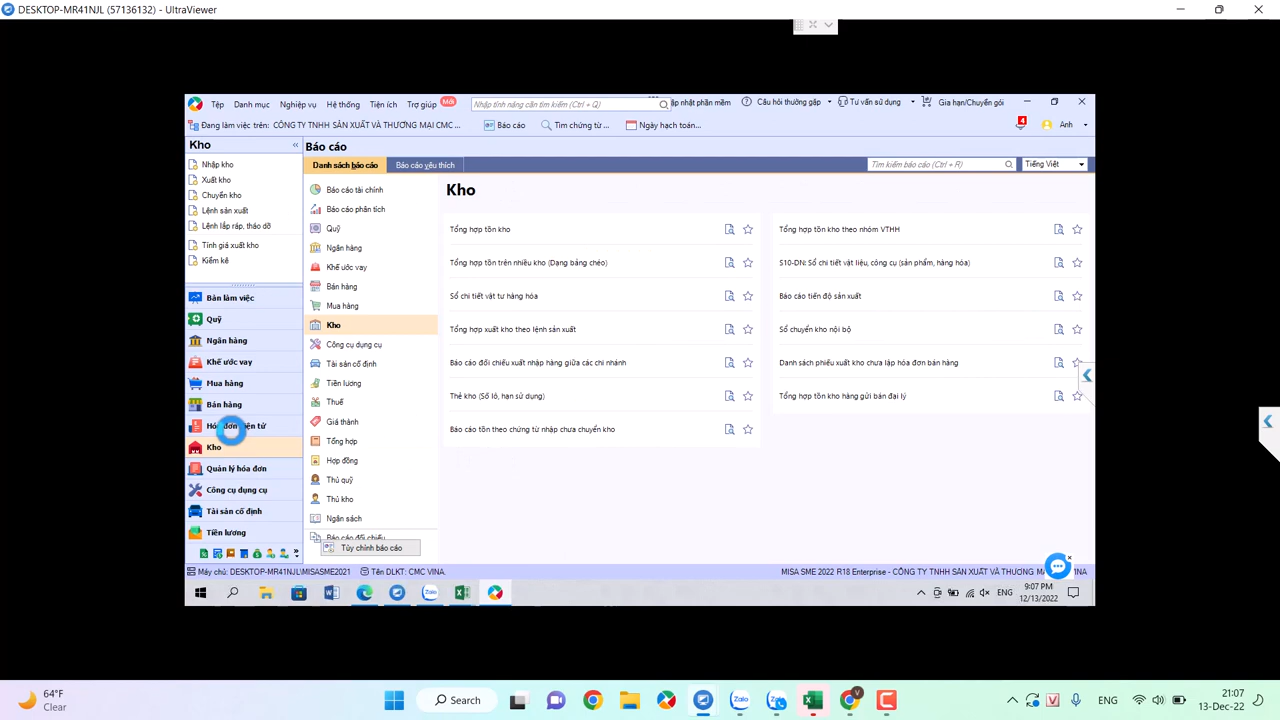 DESKTOP-MR41NJL (57136132) - UltraViewer
Tệp Danh mục Nghiệp vụ Hệ thống Tiện ích Trợ giúp Mới
Nhập tính năng cần tìm kiếm (Ctrl + Q)
ập nhật phần mềm Câu hỏi thường gặp Tư vấn sử dụng Gia hạn/Chuyển gói
Đang làm việc trên: CÔNG TY TNHH SẢN XUẤT VÀ THƯƠNG MẠI CMC ...
Báo cáo Tìm chứng từ ... Ngày hạch toán... 4 Anh
Kho
Nhập kho
Xuất kho
Chuyển kho
Lệnh sản xuất
Lệnh lắp ráp, tháo dỡ
Tính giá xuất kho
Kiểm kê
Bàn làm việc
Quỹ
Ngân hàng
Khế ước vay
Mua hàng
Bán hàng
Kho
Quản lý hóa đơn
Công cụ dụng cụ
Tài sản cố định
Tiền lương
Báo cáo
Danh sách báo cáo Báo cáo yêu thích
Tìm kiếm báo cáo (Ctrl + R) Tiếng Việt
Báo cáo tài chính
Báo cáo phân tích
Quỹ
Ngân hàng
Khế ước vay
Bán hàng
Mua hàng
Kho
Công cụ dụng cụ
Tài sản cố định
Tiền lương
Thuế
Giá thành
Tổng hợp
Hợp đồng
Thủ quỹ
Thủ kho
Ngân sách
Báo cáo đối chiếu
Tùy chỉnh báo cáo
Kho
Tổng hợp tồn kho
Tổng hợp tồn trên nhiều kho (Dạng bảng chéo)
Sổ chi tiết vật tư hàng hóa
Tổng hợp xuất kho theo lệnh sản xuất
Báo cáo đối chiếu xuất nhập hàng giữa các chi nhánh
Thẻ kho (Số lô, hạn sử dụng)
Báo cáo tồn theo chứng từ nhập chưa chuyển kho
Tổng hợp tồn kho theo nhóm VTHH
S10-DN: Sổ chi tiết vật liệu, công cụ (sản phẩm, hàng hóa)
Báo cáo tiến độ sản xuất
Sổ chuyển kho nội bộ
Danh sách phiếu xuất kho chưa lập hóa đơn bán hàng
Tổng hợp tồn kho hàng gửi bán đại lý
Máy chủ: DESKTOP-MR41NJL\MISASME2021 Tên DLKT: CMC VINA.
MISA SME 2022 R18 Enterprise - CÔNG TY TNHH SẢN XUẤT VÀ THƯƠNG MẠI
INA
ENG
9:07 PM
12/13/2022
64°F
Clear
Search
ENG
21:07
13-Dec-22